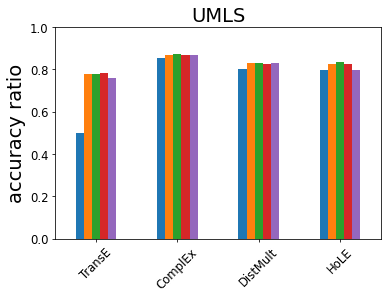 UMLS
accuracy ratio
1.0
0.8
0.6
0.4
0.2
0.0
TransE
ComplEx
DistMult
HoLE